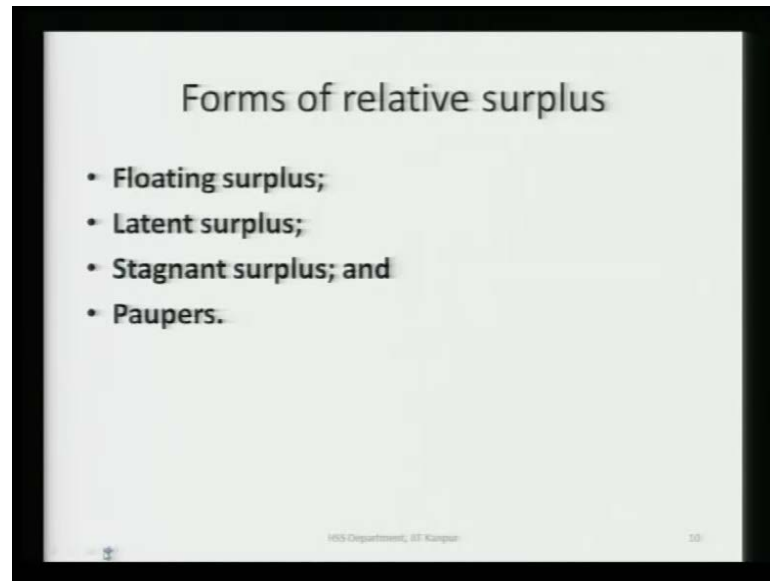 Forms of relative surplus
• Floating surplus;
• Latent surplus;
• Stagnant surplus; and
• Paupers.
HSS Department, IIT Kanpur
10